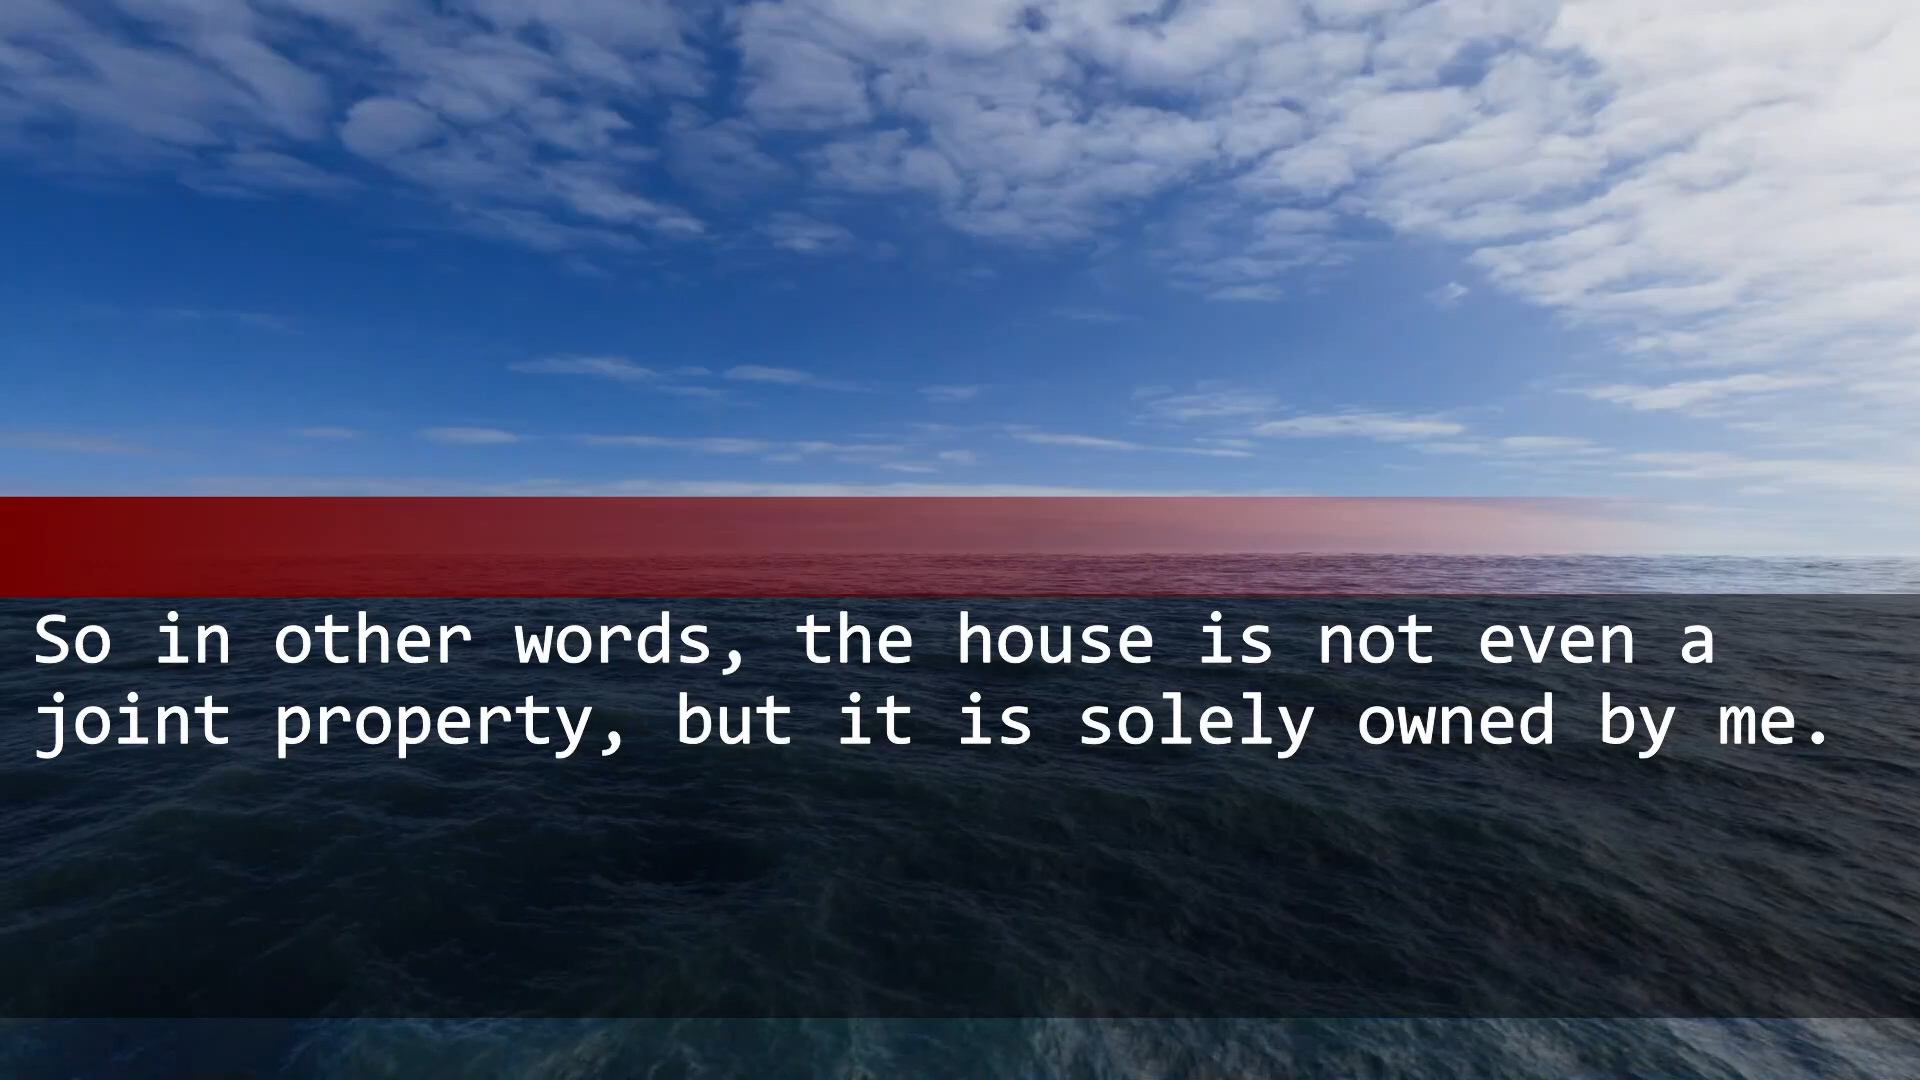 So in other words, the house is not even a
joint property, but it is solely owned by me.